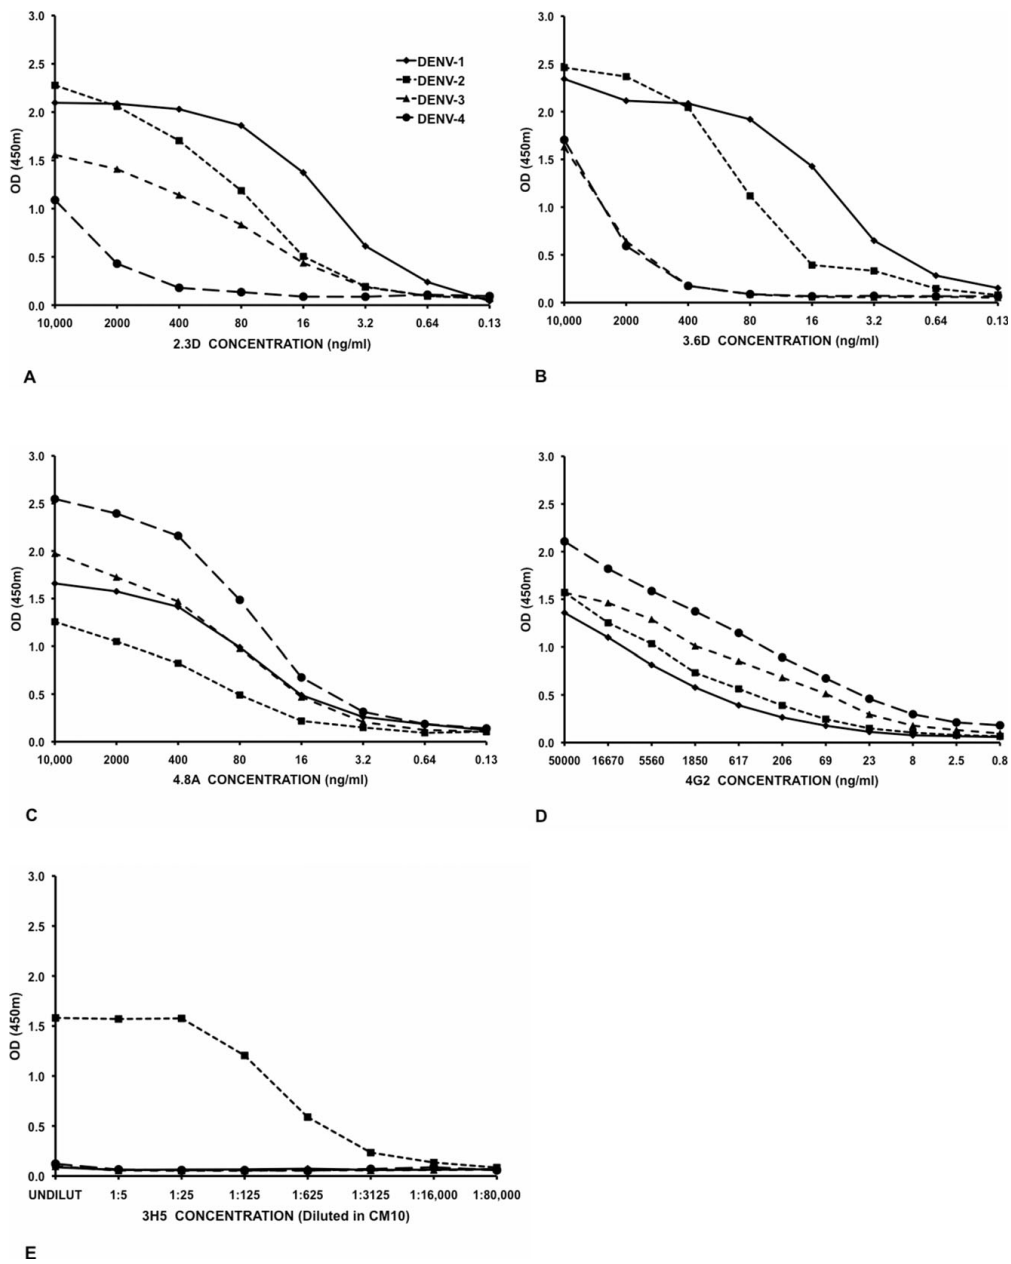 3.0
2.5
2.0
1.5
1.0
0.5
0.0
OD (450m)
DENV-1
DENV-2
DENV-3
DENV-4
10,000 2000 400 80 16 3.2 0.64 0.13
2.3D CONCENTRATION (ng/ml)
A
3.0
2.5
2.0
1.5
1.0
0.5
0.0
OD (450m)
10,000 2000 400 80 16 3.2 0.64 0.13
3.6D CONCENTRATION (ng/ml)
B
3.0
2.5
2.0
1.5
1.0
0.5
0.0
OD (450m)
10,000 2000 400 80 16 3.2 0.64 0.13
4.8A CONCENTRATION (ng/ml)
C
3.0
2.5
2.0
1.5
1.0
0.5
0.0
OD (450m)
50000 16670 5560 1850 617 206 69 23 8 2.5 0.8
4G2 CONCENTRATION (ng/ml)
D
3.0
2.5
2.0
1.5
1.0
0.5
0.0
OD (450m)
UNDILUT 1:5 1:25 1:125 1:625 1:3125 1:16,000 1:80,000
3H5 CONCENTRATION (Diluted in CM10)
E